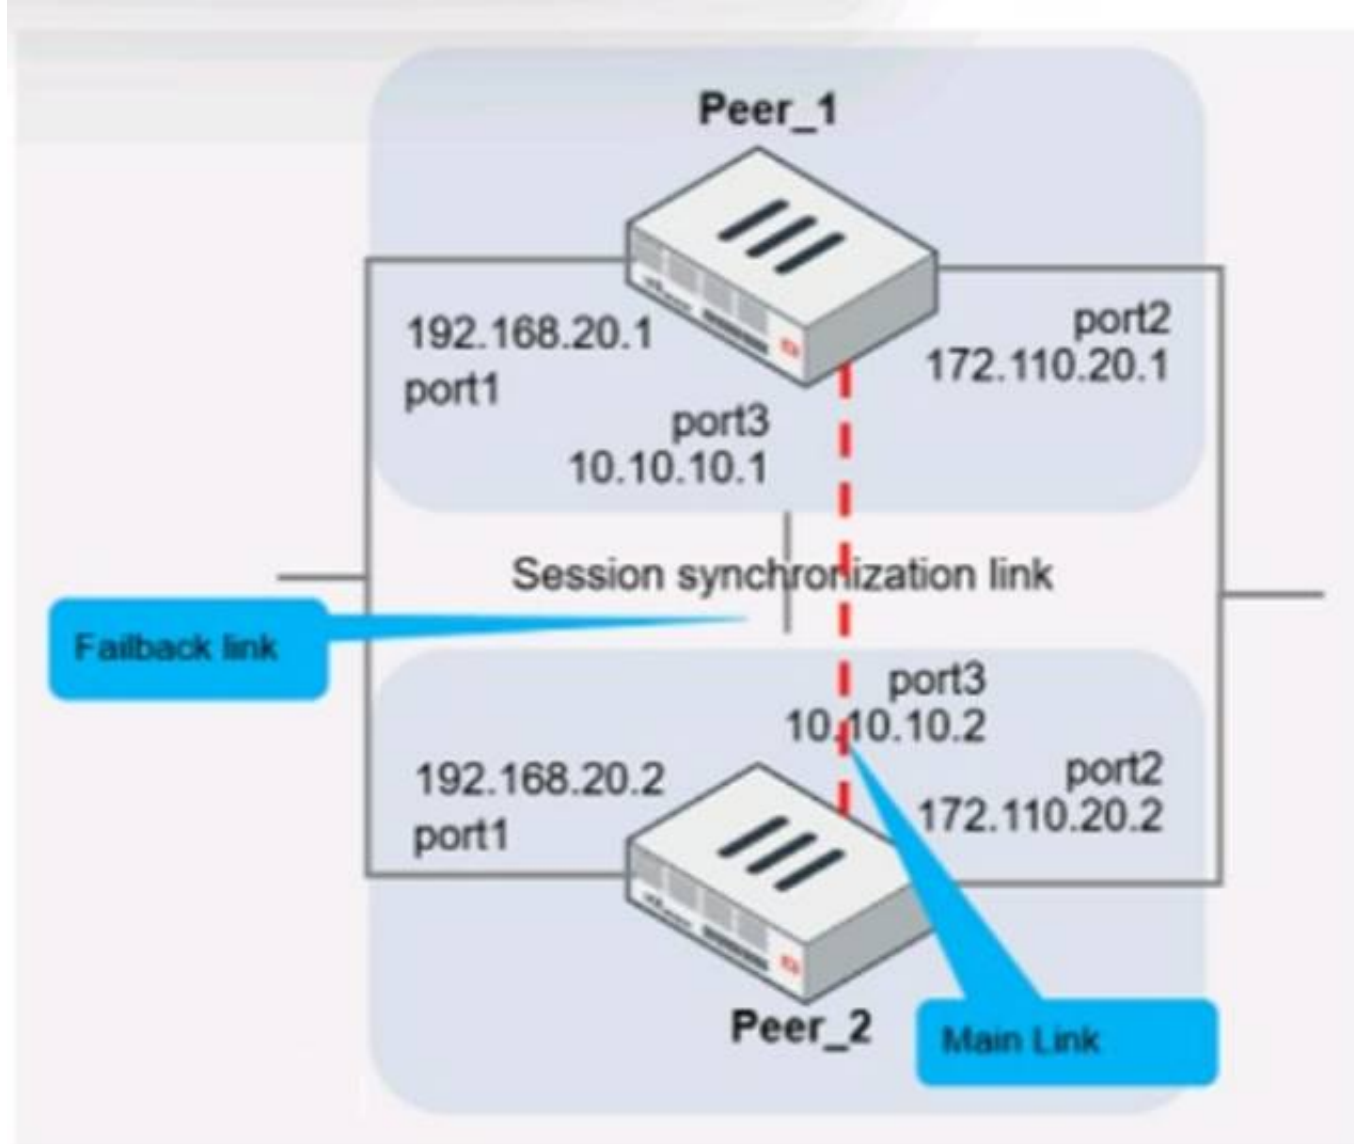 Peer_1
192.168.20.1
port1
port2
172.110.20.1
port3
10.10.10.1
Session synchronization link
Failback link
port3
10.10.10.2
192.168.20.2
port1
port2
172.110.20.2
Peer_2
Main Link